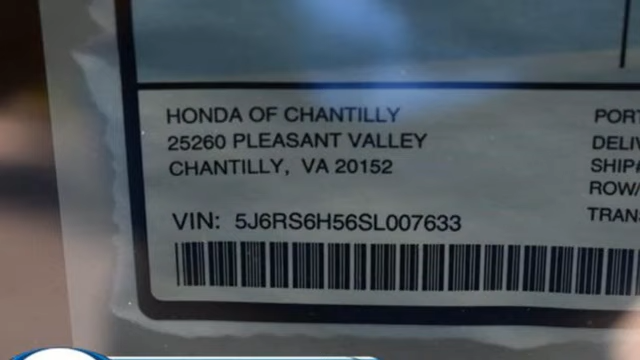 HONDA OF CHANTILLY
25260 PLEASANT VALLEY
CHANTILLY, VA 20152
VIN: 5J6RS6H56SL007633
PORT
DELIV
SHIP
ROW/
TRANS